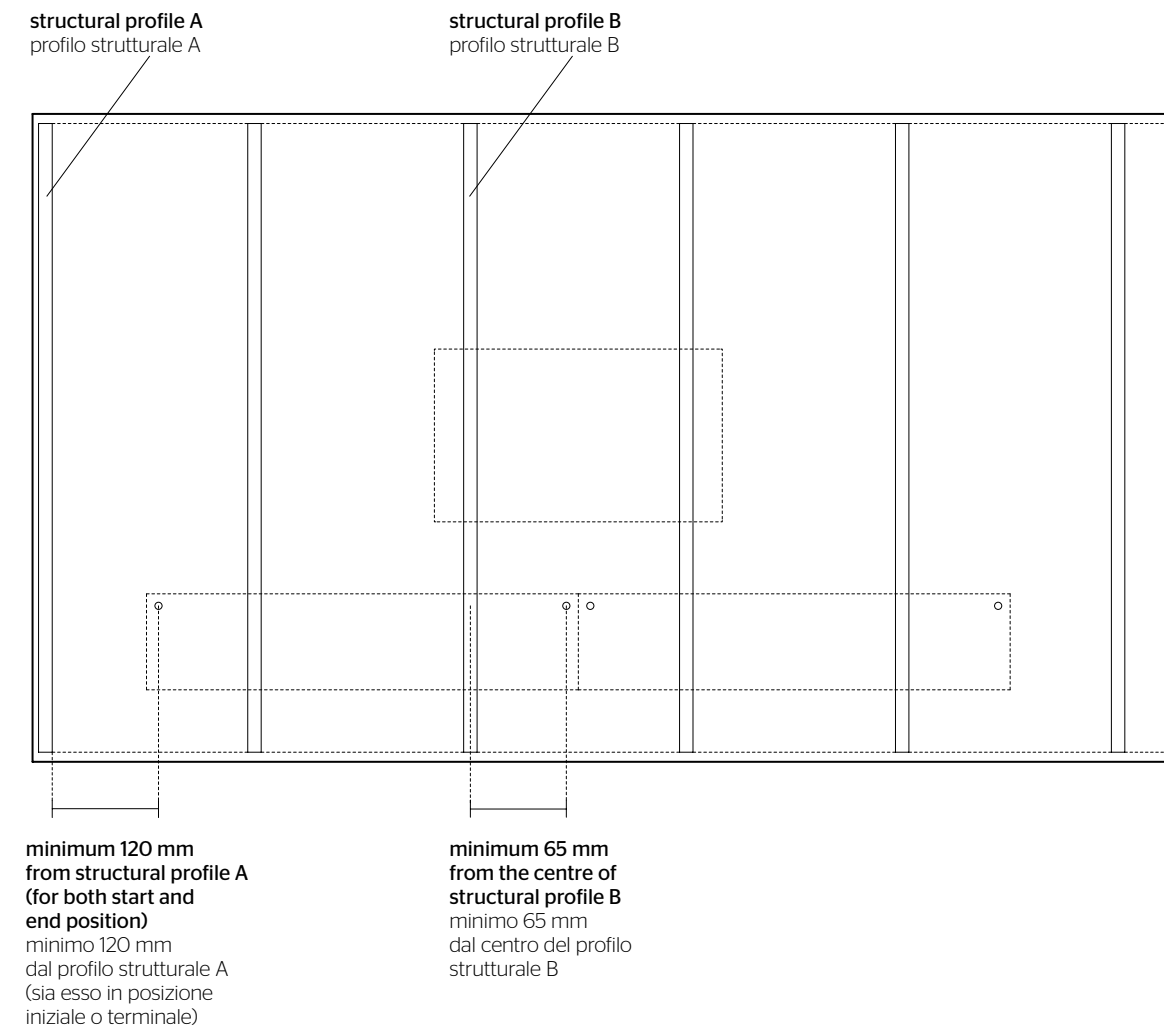 structural profile A
profilo strutturale A
structural profile B
profilo strutturale B
minimum 120 mm
from structural profile A
(for both start and
end position)
minimo 120 mm
dal profilo strutturale A
(sia esso in posizione
iniziale o terminale)
minimum 65 mm
from the centre of
structural profile B
minimo 65 mm
dal centro del profilo
strutturale B